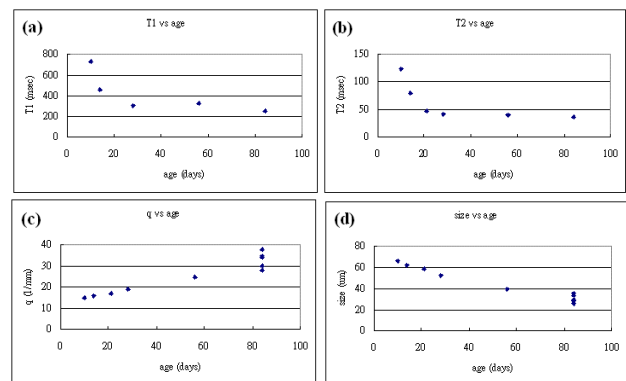 (a)
T1 vs age
T1 (msec)
800
600
400
200
0
0 20 40 60 80 100
age (days)
(b)
T2 vs age
T2 (msec)
150
100
50
0
0 20 40 60 80 100
age (days)
(c)
q vs age
q (1/mm)
40
30
20
10
0
0 20 40 60 80 100
age (days)
(d)
size vs age
size (um)
80
60
40
20
0
0 20 40 60 80 100
age (days)